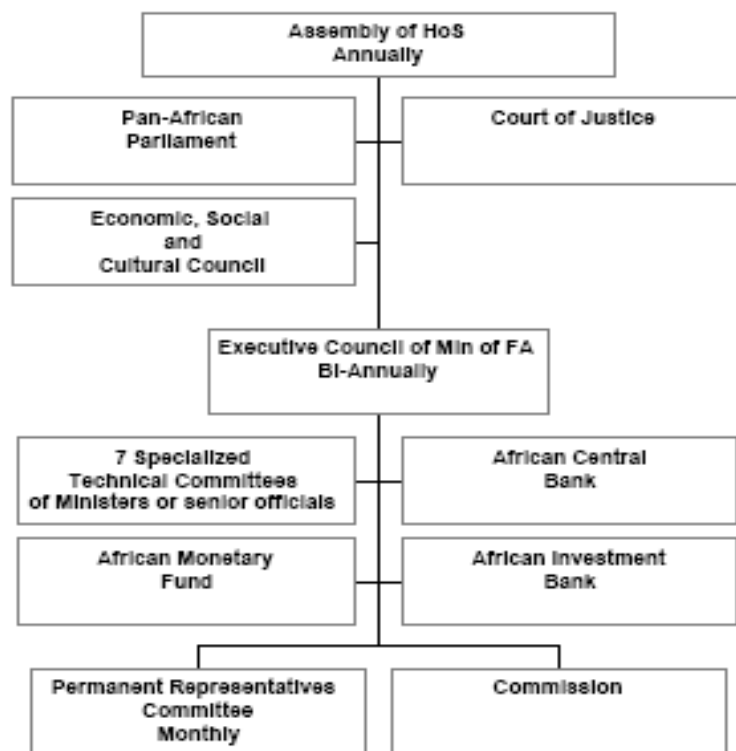 Assembly of HoS
Annually
Pan-African
Parliament
Court of Justice
Economic, Social
and
Cultural Council
Executive Council of Min of FA
Bi-Annually
7 Specialized
Technical Committees
of Ministers or senior officials
African Central
Bank
African Monetary
Fund
African Investment
Bank
Permanent Representatives
Committee
Monthly
Commission